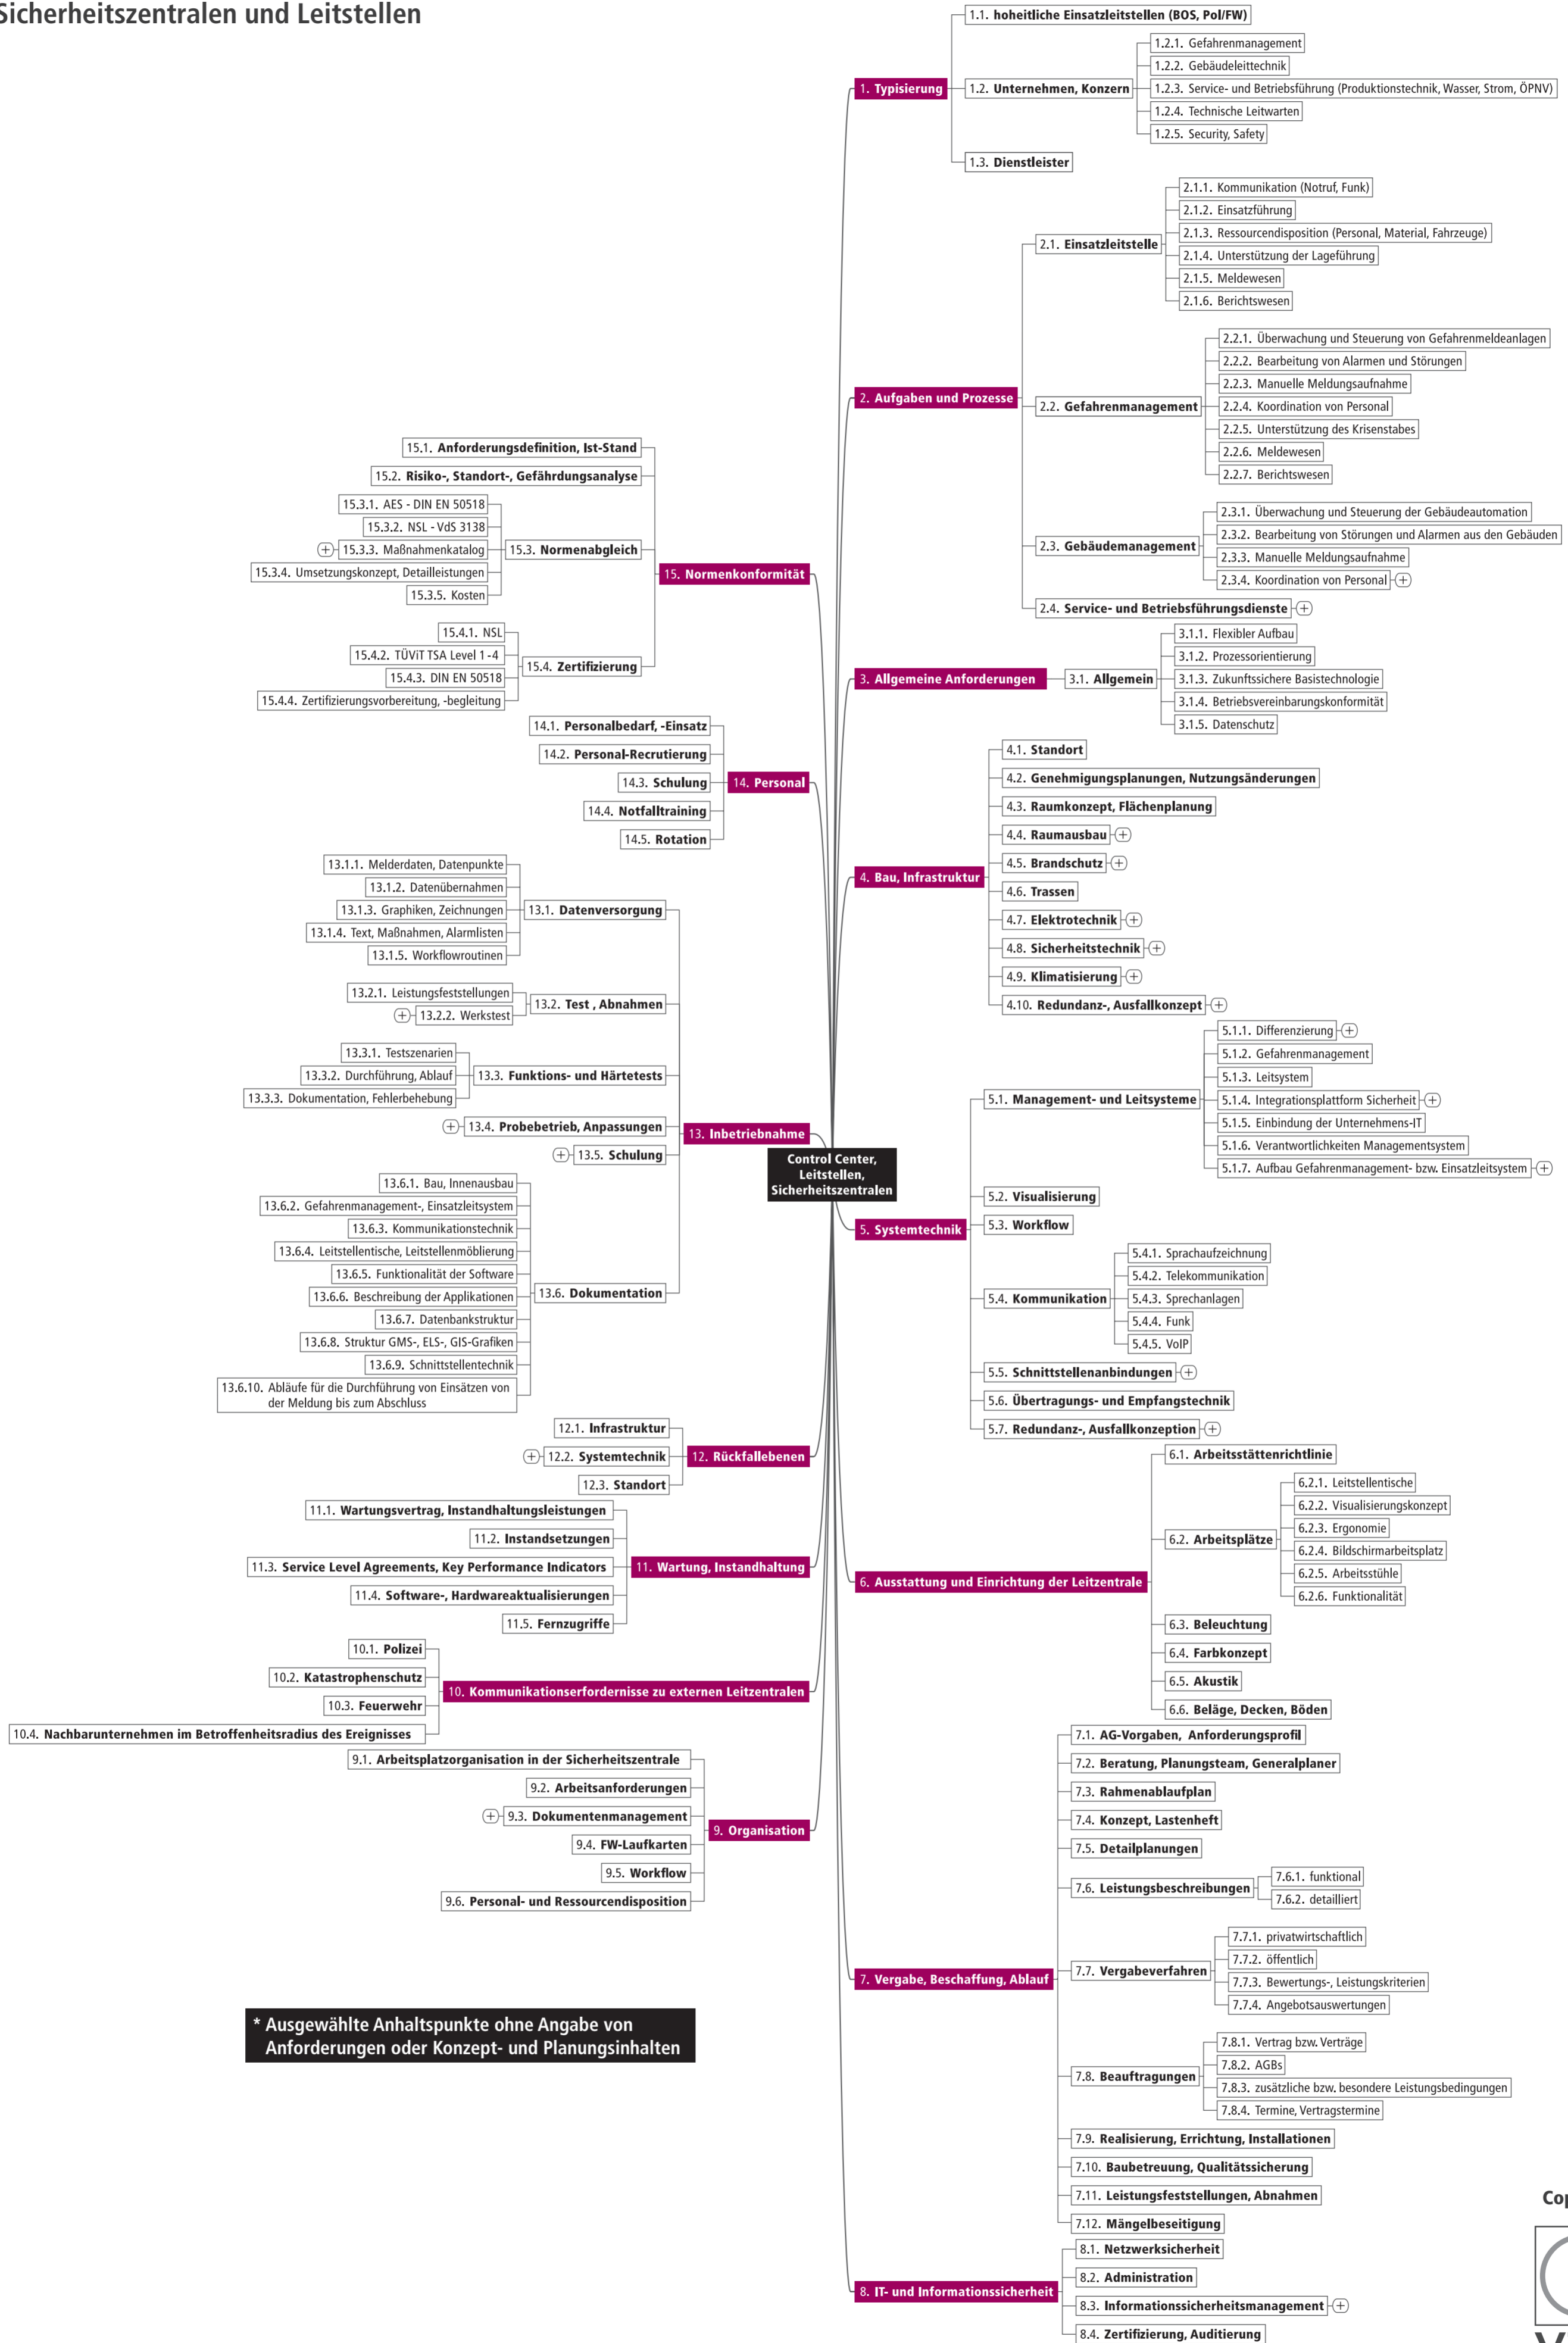 Sicherheitszentralen und Leitstellen
Control Center,
Leitstellen,
Sicherheitszentralen
1. Typisierung
1.1. hoheitliche Einsatzleitstellen (BOS, Pol/FW)
1.2. Unternehmen, Konzern
1.2.1. Gefahrenmanagement
1.2.2. Gebäudeleittechnik
1.2.3. Service- und Betriebsführung (Produktionstechnik, Wasser, Strom, ÖPNV)
1.2.4. Technische Leitwarten
1.2.5. Security, Safety
1.3. Dienstleister
2. Aufgaben und Prozesse
2.1. Einsatzleitstelle
2.1.1. Kommunikation (Notruf, Funk)
2.1.2. Einsatzführung
2.1.3. Ressourcendisposition (Personal, Material, Fahrzeuge)
2.1.4. Unterstützung der Lageführung
2.1.5. Meldewesen
2.1.6. Berichtswesen
2.2. Gefahrenmanagement
2.2.1. Überwachung und Steuerung von Gefahrenmeldeanlagen
2.2.2. Bearbeitung von Alarmen und Störungen
2.2.3. Manuelle Meldungsaufnahme
2.2.4. Koordination von Personal
2.2.5. Unterstützung des Krisenstabes
2.2.6. Meldewesen
2.2.7. Berichtswesen
2.3. Gebäudemanagement
2.3.1. Überwachung und Steuerung der Gebäudeautomation
2.3.2. Bearbeitung von Störungen und Alarmen aus den Gebäuden
2.3.3. Manuelle Meldungsaufnahme
2.3.4. Koordination von Personal
2.4. Service- und Betriebsführungsdienste
3. Allgemeine Anforderungen
3.1. Allgemein
3.1.1. Flexibler Aufbau
3.1.2. Prozessorientierung
3.1.3. Zukunftssichere Basistechnologie
3.1.4. Betriebsvereinbarungskonformität
3.1.5. Datenschutz
4. Bau, Infrastruktur
4.1. Standort
4.2. Genehmigungsplanungen, Nutzungsänderungen
4.3. Raumkonzept, Flächenplanung
4.4. Raumausbau
4.5. Brandschutz
4.6. Trassen
4.7. Elektrotechnik
4.8. Sicherheitstechnik
4.9. Klimatisierung
4.10. Redundanz-, Ausfallkonzept
5. Systemtechnik
5.1. Management- und Leitsysteme
5.1.1. Differenzierung
5.1.2. Gefahrenmanagement
5.1.3. Leitsystem
5.1.4. Integrationsplattform Sicherheit
5.1.5. Einbindung der Unternehmens-IT
5.1.6. Verantwortlichkeiten Managementsystem
5.1.7. Aufbau Gefahrenmanagement- bzw. Einsatzleitsystem
5.2. Visualisierung
5.3. Workflow
5.4. Kommunikation
5.4.1. Sprachaufzeichnung
5.4.2. Telekommunikation
5.4.3. Sprechanlagen
5.4.4. Funk
5.4.5. VoIP
5.5. Schnittstellenanbindungen
5.6. Übertragungs- und Empfangstechnik
5.7. Redundanz-, Ausfallkonzeption
6. Ausstattung und Einrichtung der Leitzentrale
6.1. Arbeitsstättenrichtlinie
6.2. Arbeitsplätze
6.2.1. Leitstellentische
6.2.2. Visualisierungskonzept
6.2.3. Ergonomie
6.2.4. Bildschirmarbeitsplatz
6.2.5. Arbeitsstühle
6.2.6. Funktionalität
6.3. Beleuchtung
6.4. Farbkonzept
6.5. Akustik
6.6. Beläge, Decken, Böden
7. Vergabe, Beschaffung, Ablauf
7.1. AG-Vorgaben, Anforderungsprofil
7.2. Beratung, Planungsteam, Generalplaner
7.3. Rahmenablaufplan
7.4. Konzept, Lastenheft
7.5. Detailplanungen
7.6. Leistungsbeschreibungen
7.6.1. funktional
7.6.2. detailliert
7.7. Vergabeverfahren
7.7.1. privatwirtschaftlich
7.7.2. öffentlich
7.7.3. Bewertungs-, Leistungskriterien
7.7.4. Angebotsauswertungen
7.8. Beauftragungen
7.8.1. Vertrag bzw. Verträge
7.8.2. AGBs
7.8.3. zusätzliche bzw. besondere Leistungsbedingungen
7.8.4. Termine, Vertragstermine
7.9. Realisierung, Errichtung, Installationen
7.10. Baubetreuung, Qualitätssicherung
7.11. Leistungsfeststellungen, Abnahmen
7.12. Mängelbeseitigung
8. IT- und Informationssicherheit
8.1. Netzwerksicherheit
8.2. Administration
8.3. Informationssicherheitsmanagement
8.4. Zertifizierung, Auditierung
15. Normenkonformität
15.1. Anforderungsdefinition, Ist-Stand
15.2. Risiko-, Standort-, Gefährdungsanalyse
15.3. Normenabgleich
15.3.1. AES - DIN EN 50518
15.3.2. NSL - VdS 3138
15.3.3. Maßnahmenkatalog
15.3.4. Umsetzungskonzept, Detailleistungen
15.3.5. Kosten
15.4. Zertifizierung
15.4.1. NSL
15.4.2. TÜViT TSA Level 1 - 4
15.4.3. DIN EN 50518
15.4.4. Zertifizierungsvorbereitung, -begleitung
14. Personal
14.1. Personalbedarf, -Einsatz
14.2. Personal-Recrutierung
14.3. Schulung
14.4. Notfalltraining
14.5. Rotation
13. Inbetriebnahme
13.1. Datenversorgung
13.1.1. Melderdaten, Datenpunkte
13.1.2. Datenübernahmen
13.1.3. Graphiken, Zeichnungen
13.1.4. Text, Maßnahmen, Alarmlisten
13.1.5. Workflowroutinen
13.2. Test , Abnahmen
13.2.1. Leistungsfeststellungen
13.2.2. Werkstest
13.3. Funktions- und Härtetests
13.3.1. Testszenarien
13.3.2. Durchführung, Ablauf
13.3.3. Dokumentation, Fehlerbehebung
13.4. Probebetrieb, Anpassungen
13.5. Schulung
13.6. Dokumentation
13.6.1. Bau, Innenausbau
13.6.2. Gefahrenmanagement-, Einsatzleitsystem
13.6.3. Kommunikationstechnik
13.6.4. Leitstellentische, Leitstellenmöblierung
13.6.5. Funktionalität der Software
13.6.6. Beschreibung der Applikationen
13.6.7. Datenbankstruktur
13.6.8. Struktur GMS-, ELS-, GIS-Grafiken
13.6.9. Schnittstellentechnik
13.6.10. Abläufe für die Durchführung von Einsätzen von
der Meldung bis zum Abschluss
12. Rückfallebenen
12.1. Infrastruktur
12.2. Systemtechnik
12.3. Standort
11. Wartung, Instandhaltung
11.1. Wartungsvertrag, Instandhaltungsleistungen
11.2. Instandsetzungen
11.3. Service Level Agreements, Key Performance Indicators
11.4. Software-, Hardwareaktualisierungen
11.5. Fernzugriffe
10. Kommunikationserfordernisse zu externen Leitzentralen
10.1. Polizei
10.2. Katastrophenschutz
10.3. Feuerwehr
10.4. Nachbarunternehmen im Betroffenheitsradius des Ereignisses
9. Organisation
9.1. Arbeitsplatzorganisation in der Sicherheitszentrale
9.2. Arbeitsanforderungen
9.3. Dokumentenmanagement
9.4. FW-Laufkarten
9.5. Workflow
9.6. Personal- und Ressourcendisposition
* Ausgewählte Anhaltspunkte ohne Angabe von
Anforderungen oder Konzept- und Planungsinhalten